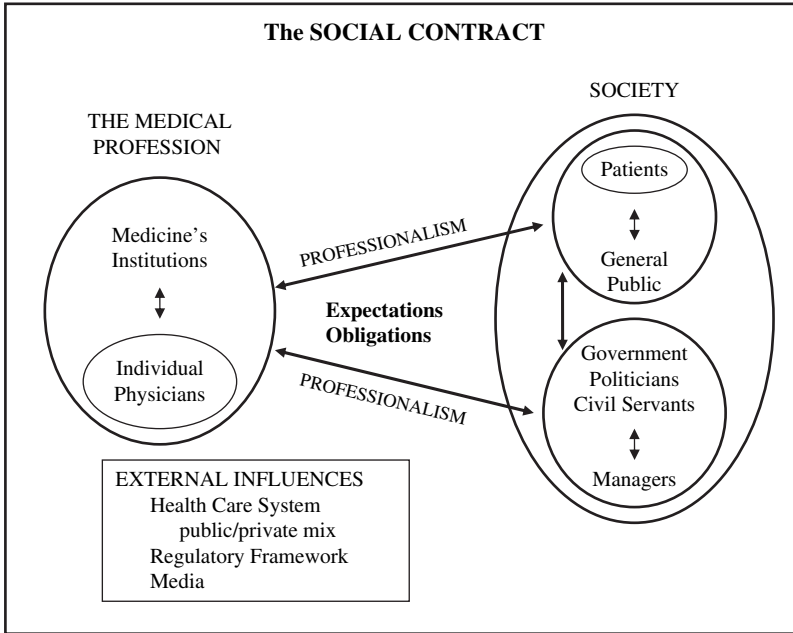 The SOCIAL CONTRACT
THE MEDICAL
PROFESSION
Medicine’s
Institutions
Individual
Physicians
PROFESSIONALISM
Expectations
Obligations
PROFESSIONALISM
SOCIETY
Patients
General
Public
Government
Politicians
Civil Servants
Managers
EXTERNAL INFLUENCES
Health Care System
public/private mix
Regulatory Framework
Media